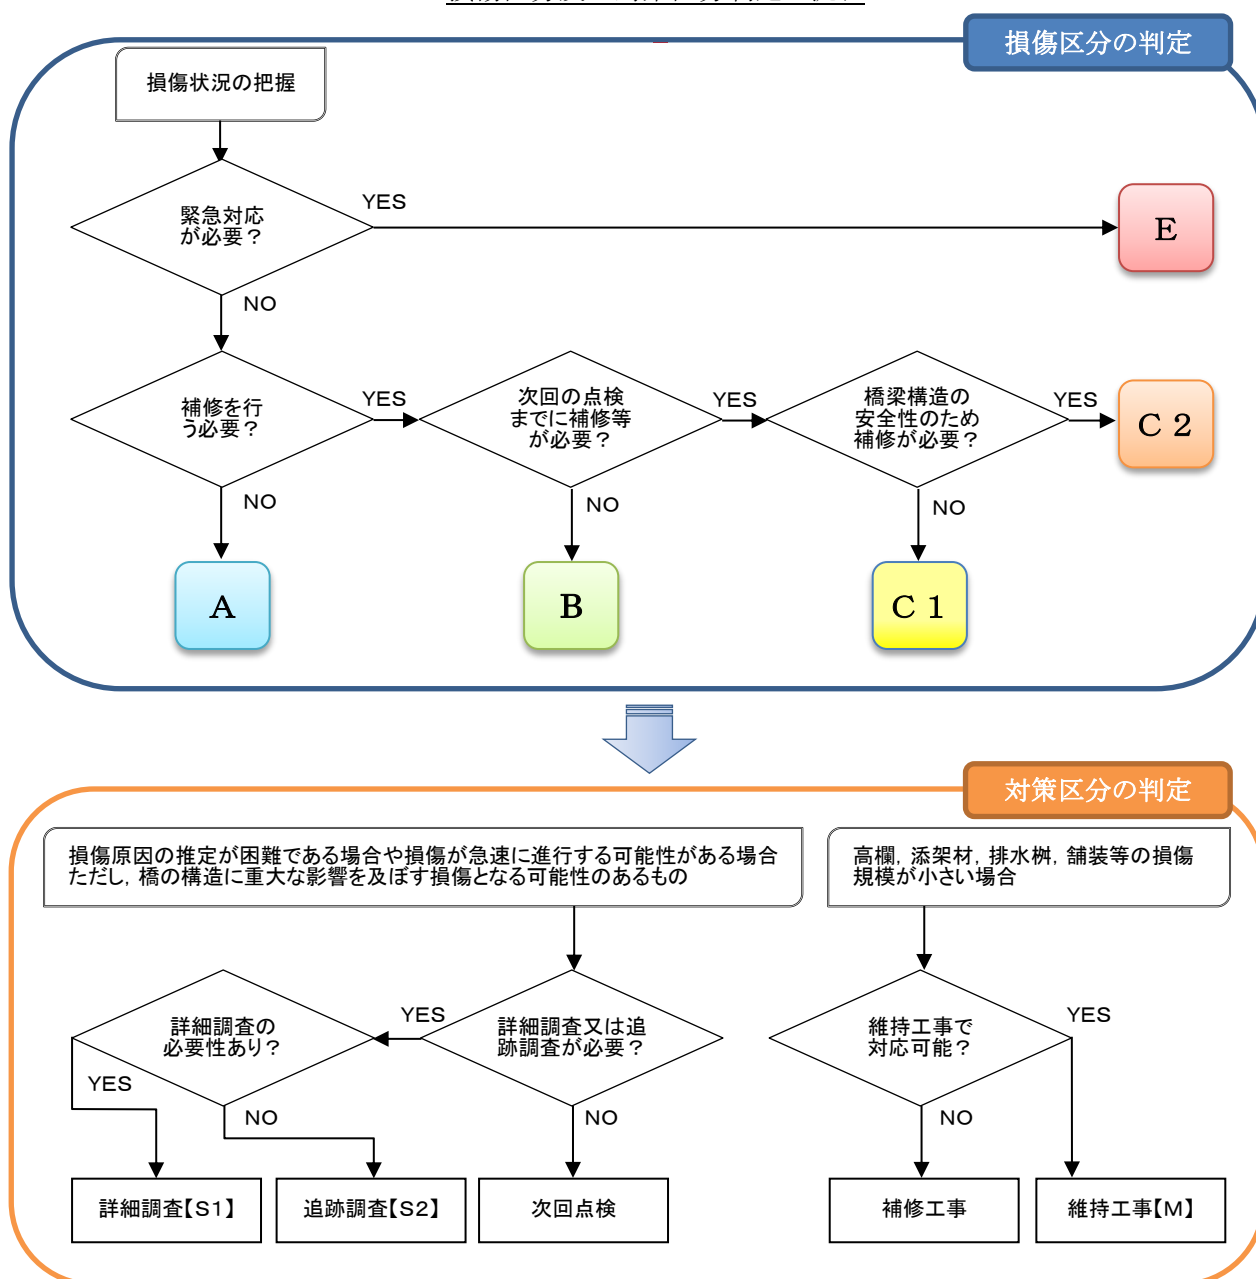 損傷区分の判定
損傷状況の把握
緊急対応
が必要？
YES
E
NO
補修を行
う必要？
YES
次回の点検
までに補修等
が必要？
YES
橋梁構造の
安全性のため
補修が必要？
YES
C2
NO
NO
NO
A
B
C1
対策区分の判定
損傷原因の推定が困難である場合や損傷が急速に進行する可能性がある場合
ただし，橋の構造に重大な影響を及ぼす損傷となる可能性のあるもの
高欄，添架材，排水桝，舗装等の損傷
規模が小さい場合
詳細調査の
必要性あり？
YES
詳細調査又は追
跡調査が必要？
維持工事で
対応可能？
YES
YES
NO
NO
NO
詳細調査【S1】
追跡調査【S2】
次回点検
補修工事
維持工事【M】